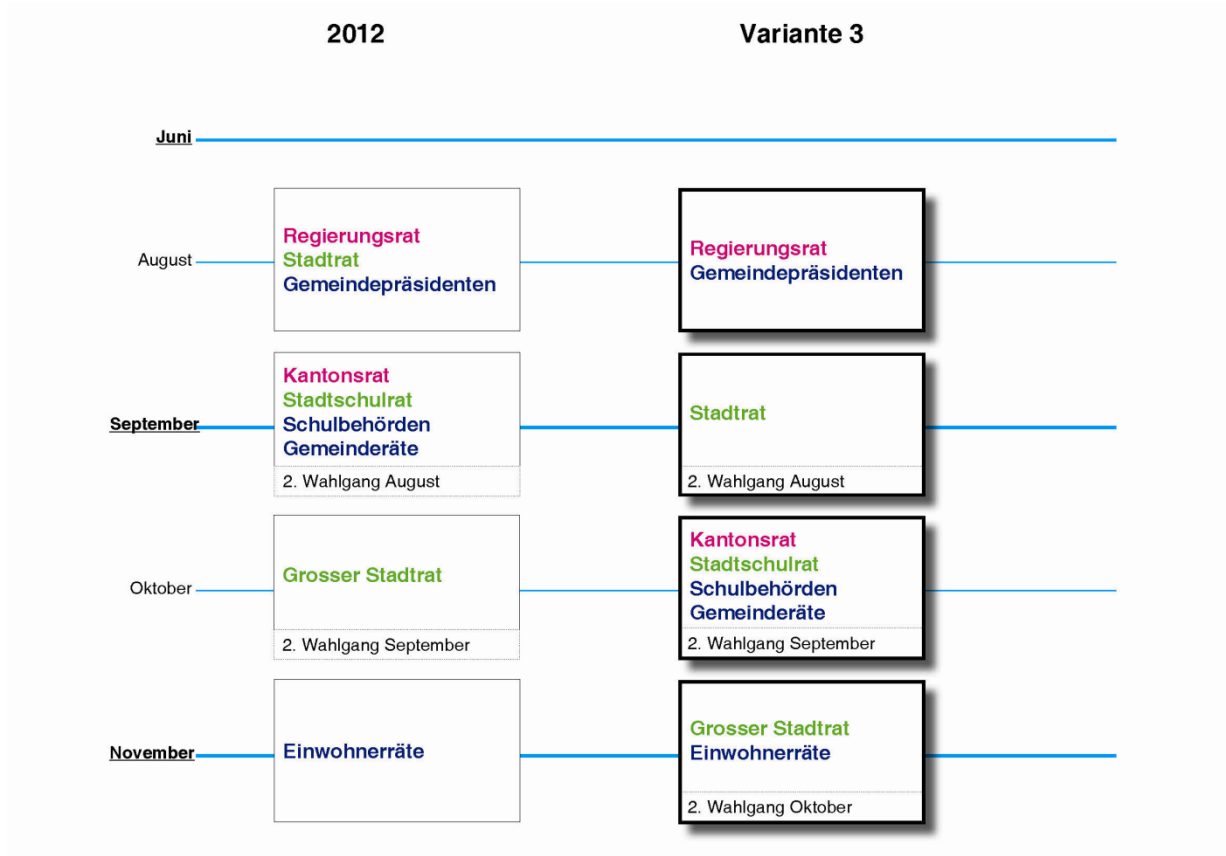 2012
Variante 3
Juni
August
Regierungsrat
Stadtrat
Gemeindepräsidenten
Regierungsrat
Gemeindepräsidenten
September
Kantonsrat
Stadtschulrat
Schulbehörden
Gemeinderäte
2. Wahlgang August
Stadtrat
2. Wahlgang August
Oktober
Grosser Stadtrat
2. Wahlgang September
Kantonsrat
Stadtschulrat
Schulbehörden
Gemeinderäte
2. Wahlgang September
November
Einwohnerräte
Grosser Stadtrat
Einwohnerräte
2. Wahlgang Oktober